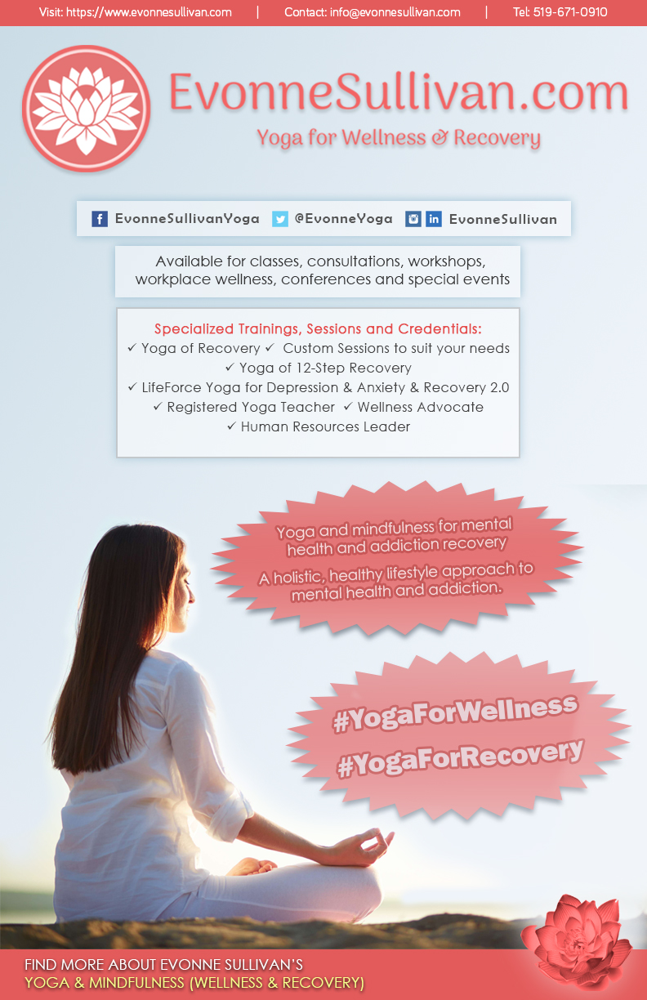 Visit: https://www.evonnesullivan.com | Contact: info@evonnesullivan.com | Tel: 519-671-0910
EvonneSullivan.com
Yoga for Wellness & Recovery
EvonneSullivanYoga @EvonneYoga EvonneSullivan
Available for classes, consultations, workshops,
workplace wellness, conferences and special events
Specialized Trainings, Sessions and Credentials:
✓ Yoga of Recovery ✓ Custom Sessions to suit your needs
✓ Yoga of 12-Step Recovery
✓ LifeForce Yoga for Depression & Anxiety & Recovery 2.0
✓ Registered Yoga Teacher ✓ Wellness Advocate
✓ Human Resources Leader
Yoga and mindfulness for mental
health and addiction recovery
A holistic, healthy lifestyle approach to
mental health and addiction.
#YogaForWellness
#YogaForRecovery
FIND MORE ABOUT EVONNE SULLIVAN'S
YOGA & MINDFULNESS (WELLNESS & RECOVERY)